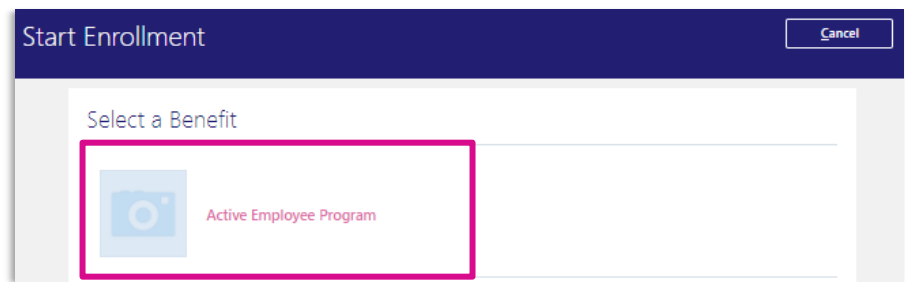 Start Enrollment
Cancel
Select a Benefit
Active Employee Program